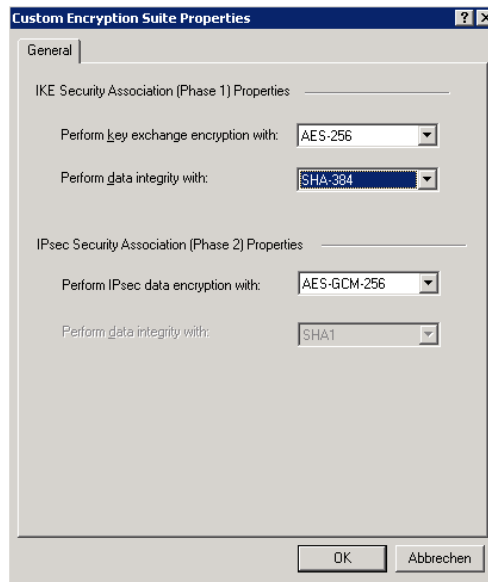 Custom Encryption Suite Properties
General
IKE Security Association (Phase 1) Properties
Perform key exchange encryption with: AES-256
Perform data integrity with: SHA-384
IPsec Security Association (Phase 2) Properties
Perform IPsec data encryption with: AES-GCM-256
Perform data integrity with: SHA1
OK Abbrechen